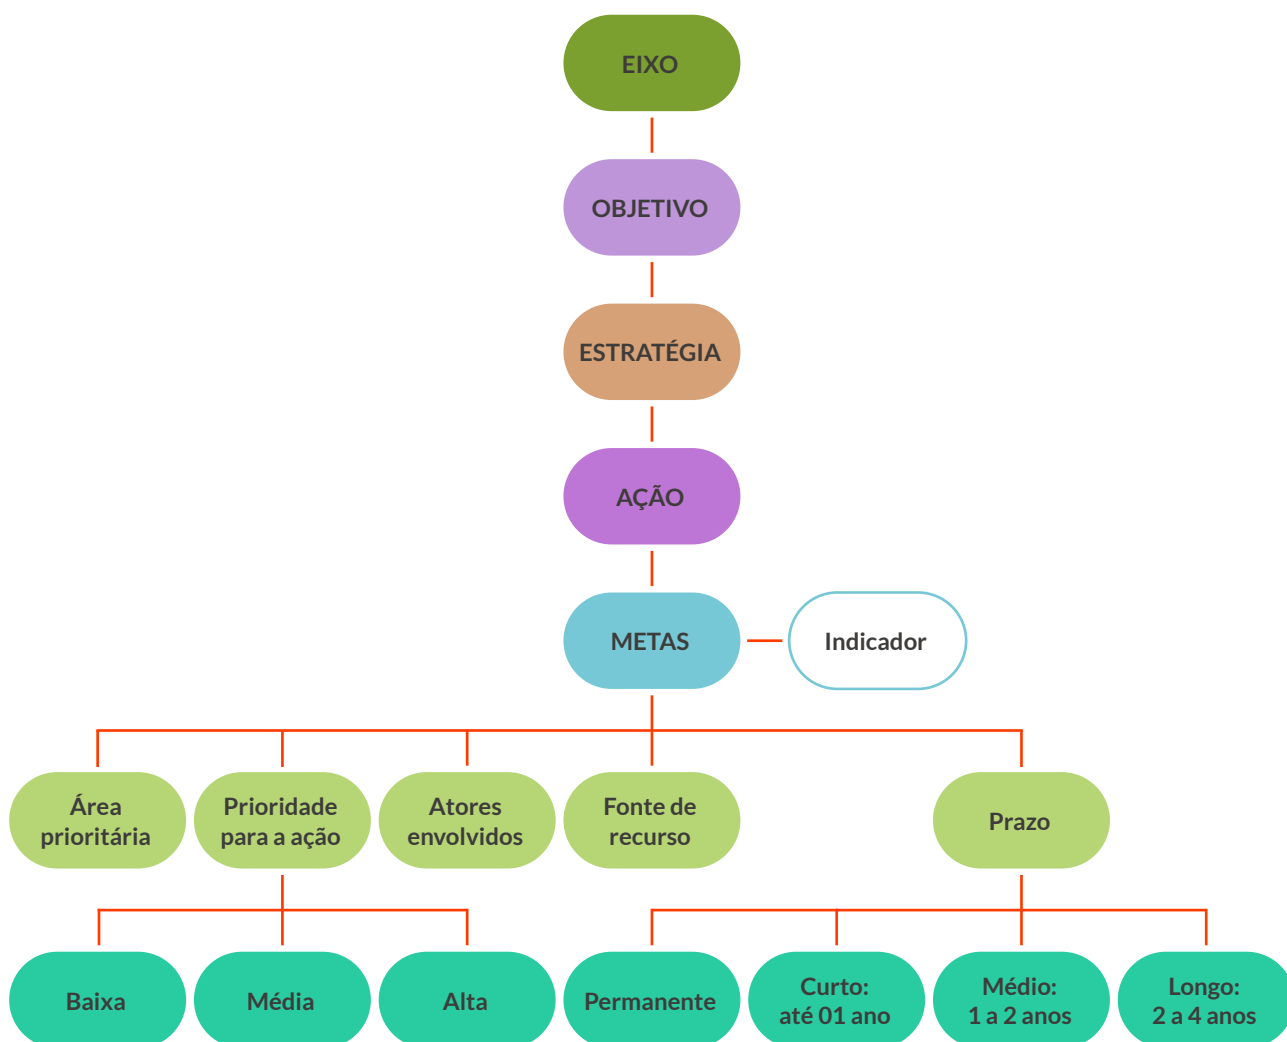 EIXO
OBJETIVO
ESTRATÉGIA
AÇÃO
METAS
Indicador
Área
prioritária
Prioridade
para a ação
Atores
envolvidos
Fonte de
recurso
Prazo
Baixa
Média
Alta
Permanente
Curto:
até 01 ano
Médio:
1 a 2 anos
Longo:
2 a 4 anos